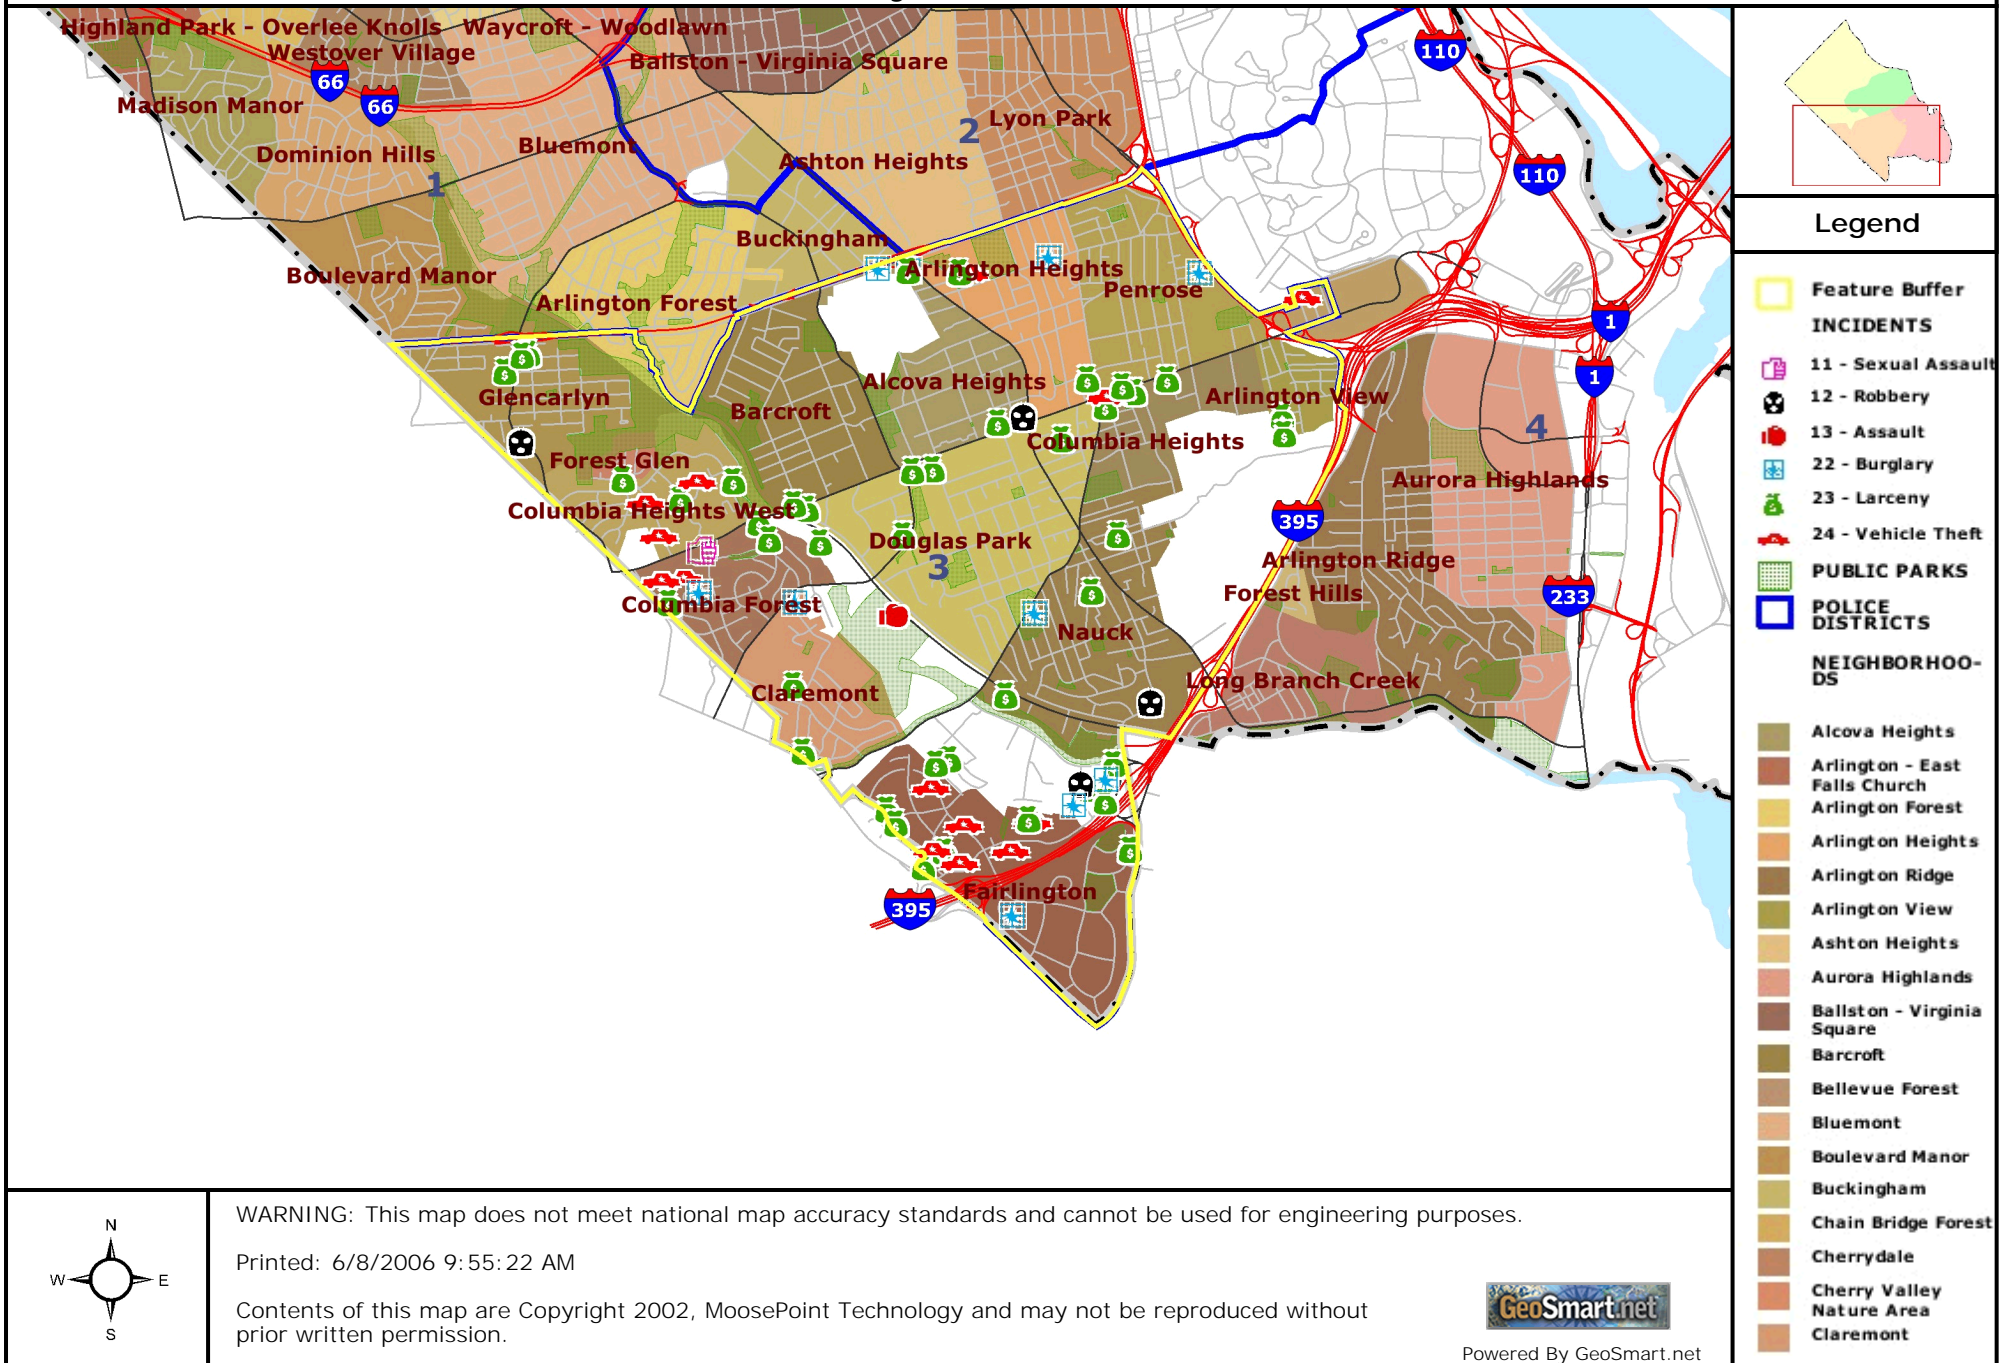 Highland Park - Overlee Knolls
Waycroft - Woodlawn
Westover Village
Ballston - Virginia Square
66
66
110
Madison Manor
Lyon Park
2
Bluemont
Dominion Hills
Ashton Heights
110
1
Buckingham
Boulevard Manor
Arlington Heights
Penrose
Arlington Forest
1
1
Glencarlyn
Alcova Heights
Barcroft
Arlington View
4
Columbia Heights
Forest Glen
Aurora Highlands
Columbia Heights West
395
Douglas Park
3
Arlington Ridge
Forest Hills
233
Columbia Forest
Nauck
Claremont
Long Branch Creek
Fairlington
395
Legend
Feature Buffer
INCIDENTS
11 - Sexual Assault
12 - Robbery
13 - Assault
22 - Burglary
23 - Larceny
24 - Vehicle Theft
PUBLIC PARKS
POLICE
DISTRICTS
NEIGHBORHOO-
DS
Alcova Heights
Arlington - East
Falls Church
Arlington Forest
Arlington Heights
Arlington Ridge
Arlington View
Ashton Heights
Aurora Highlands
Ballston - Virginia
Square
Barcroft
Bellevue Forest
Bluemont
Boulevard Manor
Buckingham
Chain Bridge Forest
Cherrydale
Cherry Valley
Nature Area
Claremont
N
W E
S
WARNING: This map does not meet national map accuracy standards and cannot be used for engineering purposes.
Printed: 6/8/2006 9:55:22 AM
Contents of this map are Copyright 2002, MoosePoint Technology and may not be reproduced without
prior written permission.
GeoSmart.net
Powered By GeoSmart.net